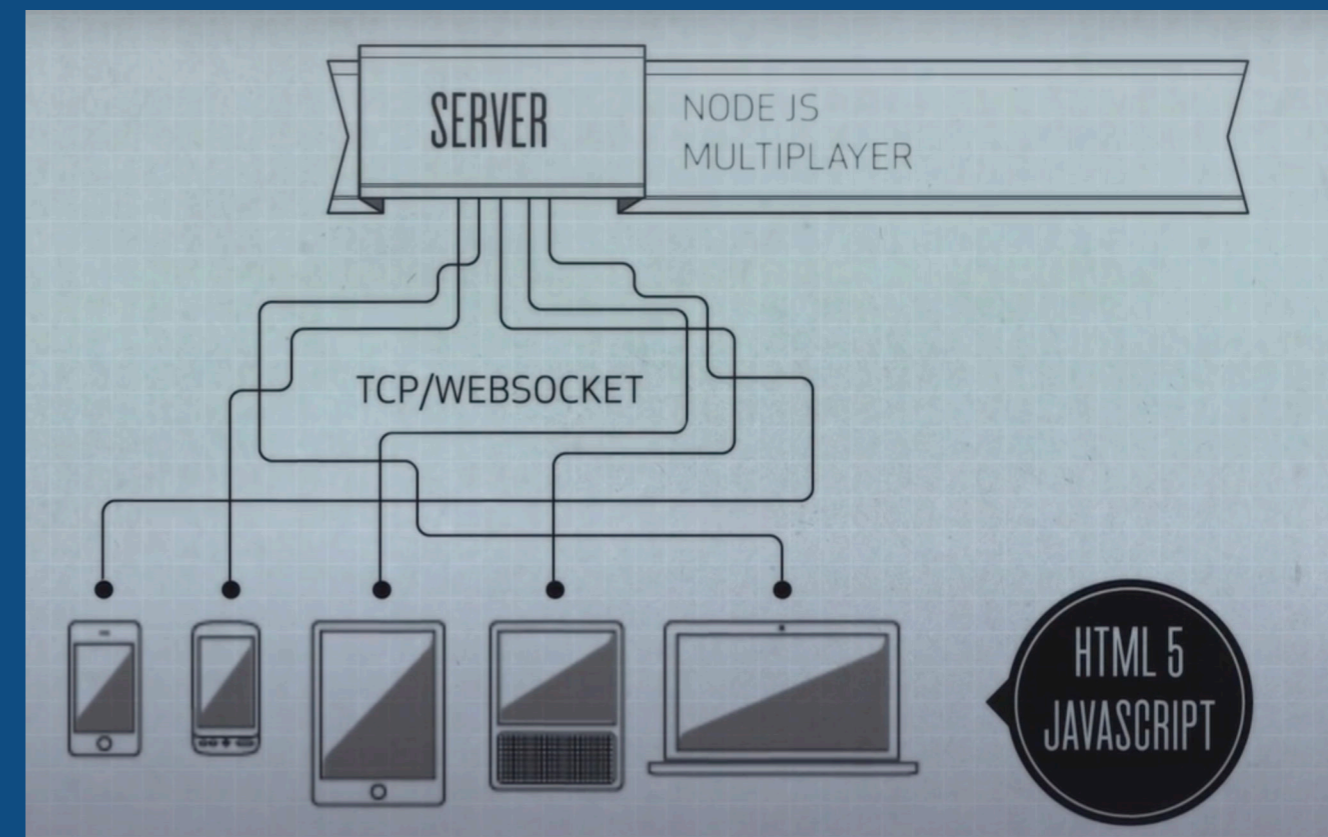 SERVER
NODE JS
MULTIPLAYER
TCP/WEBSOCKET
HTML 5
JAVASCRIPT